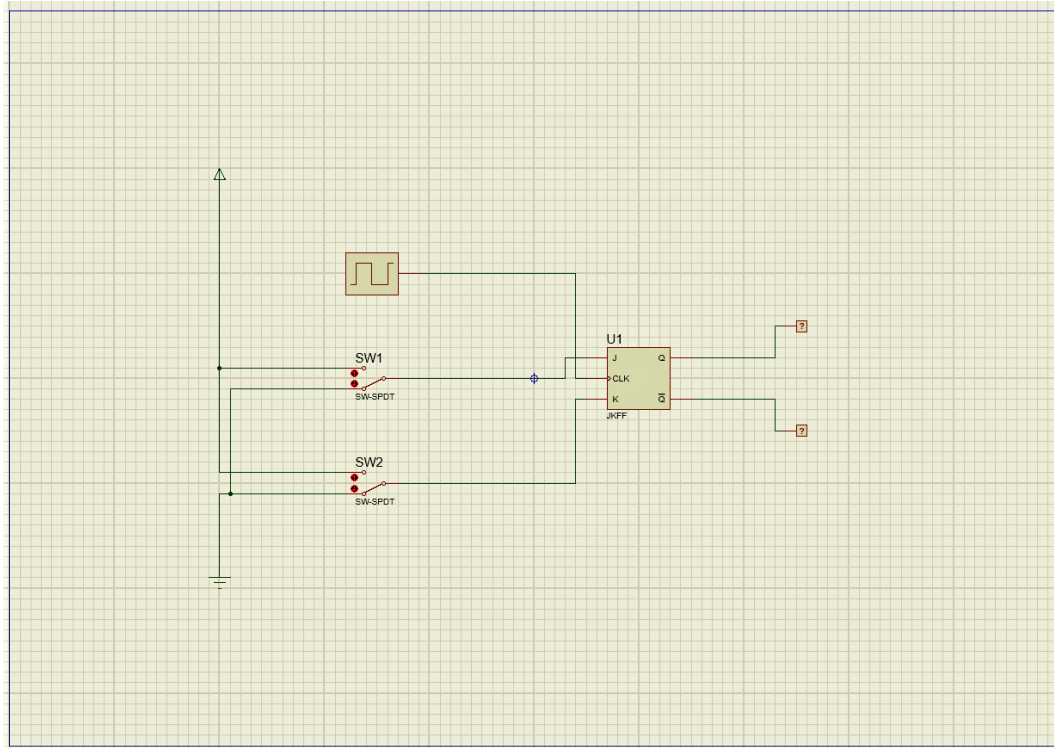 SW1
SW-SPDT
SW2
SW-SPDT
U1
J
Q
CLK
K
Q̅
JKFF
?
?